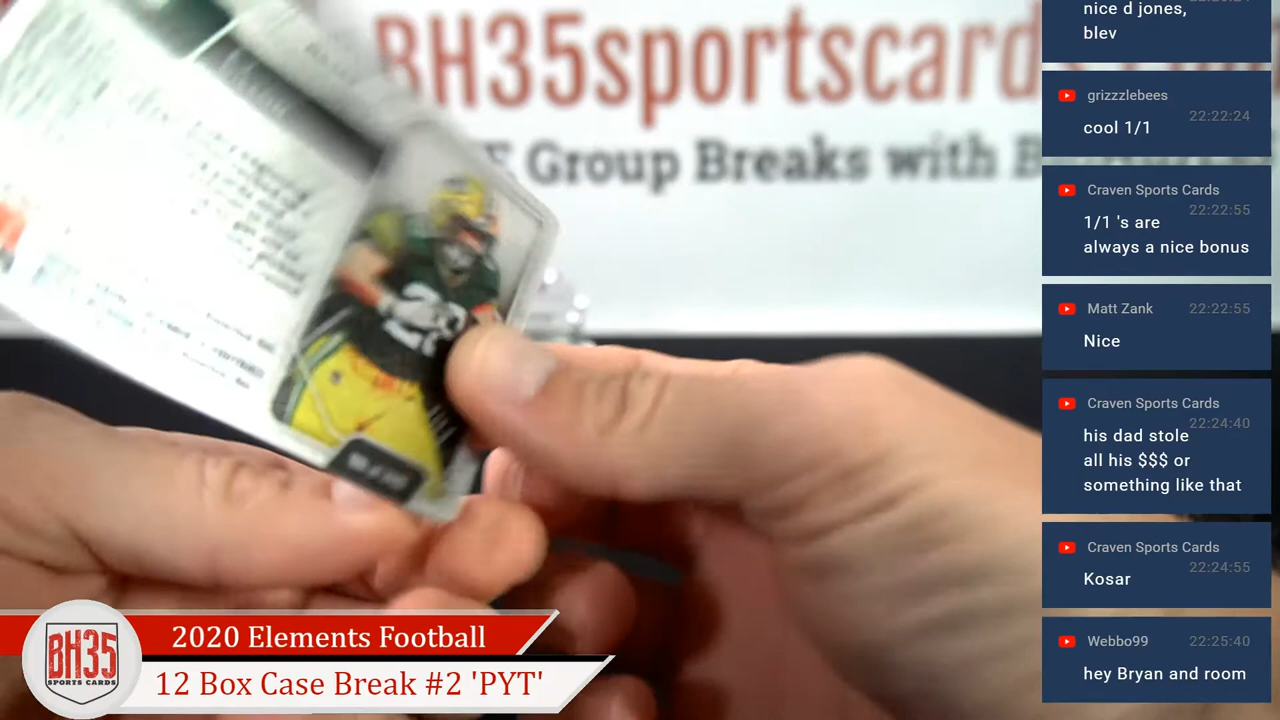 BH35sportscard
Group Breaks with B
nice d jones,
blev
grizzzlebees
22:22:24
cool 1/1
Craven Sports Cards
22:22:55
1/1 's are
always a nice bonus
Matt Zank 22:22:55
Nice
Craven Sports Cards
22:24:40
his dad stole
all his $$$ or
something like that
Craven Sports Cards
22:24:55
Kosar
Webbo99 22:25:40
hey Bryan and room
BH35
SPORTS CARDS
2020 Elements Football
12 Box Case Break #2 'PYT'